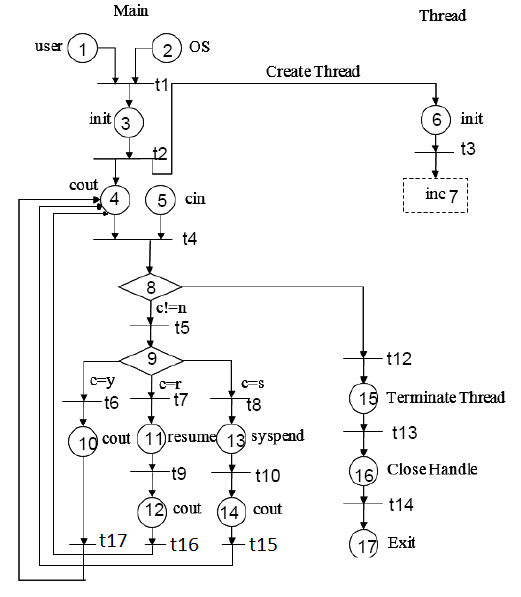 Main
Thread
user 1 2 OS
t1
Create Thread
init 3
6 init
t2
t3
cout 4 5 cin
inc 7
t4
8
c!=n
t5
9
t12
c=y c=r c=s
t6 t7 t8
15 Terminate Thread
10 cout 11 resume 13 syspend
t13
t9 t10
16 Close Handle
12 cout 14 cout
t14
t17 t16 t15
17 Exit